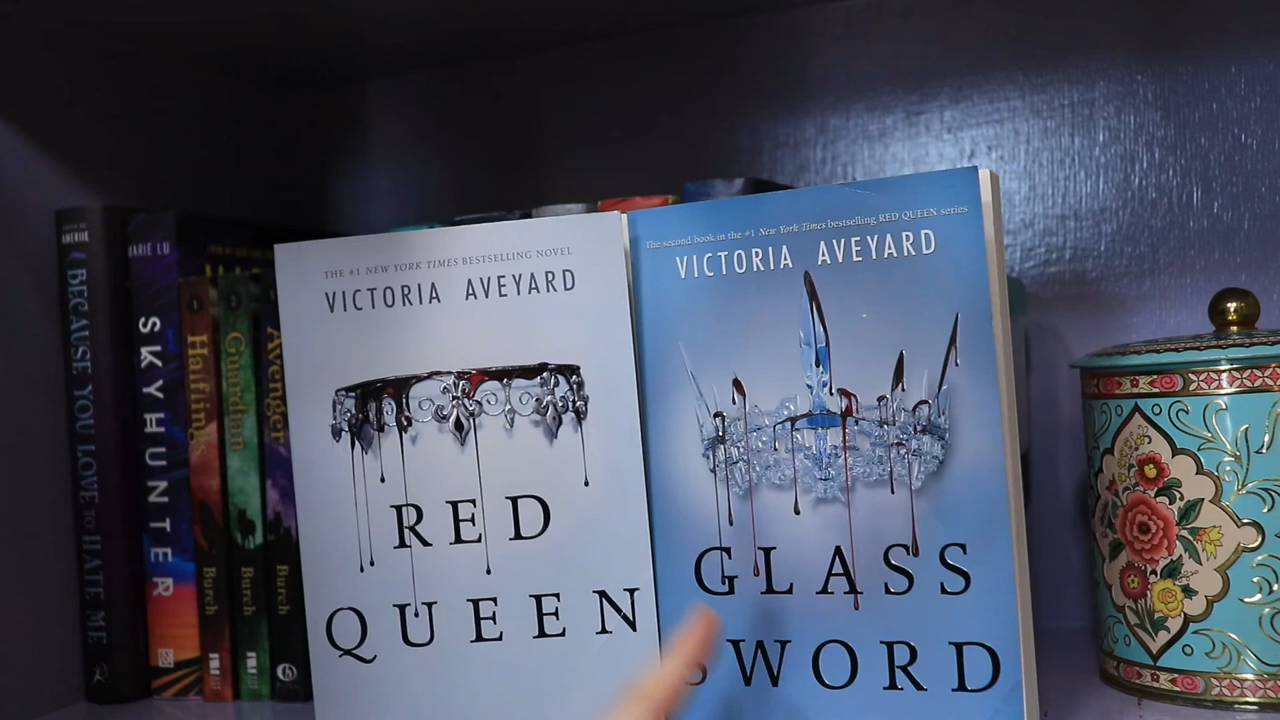 AMERIIE
BECAUSE YOU LOVE to HATE ME
MARIE LU
SKYHUNTER
Halflings
Burch
Guardian
Burch
Avenger
Burch
THE #1 NEW YORK TIMES BESTSELLING NOVEL
VICTORIA AVEYARD
RED
QUEEN
The second book in the #1 New York Times bestselling RED QUEEN series
VICTORIA AVEYARD
GLASS
SWORD